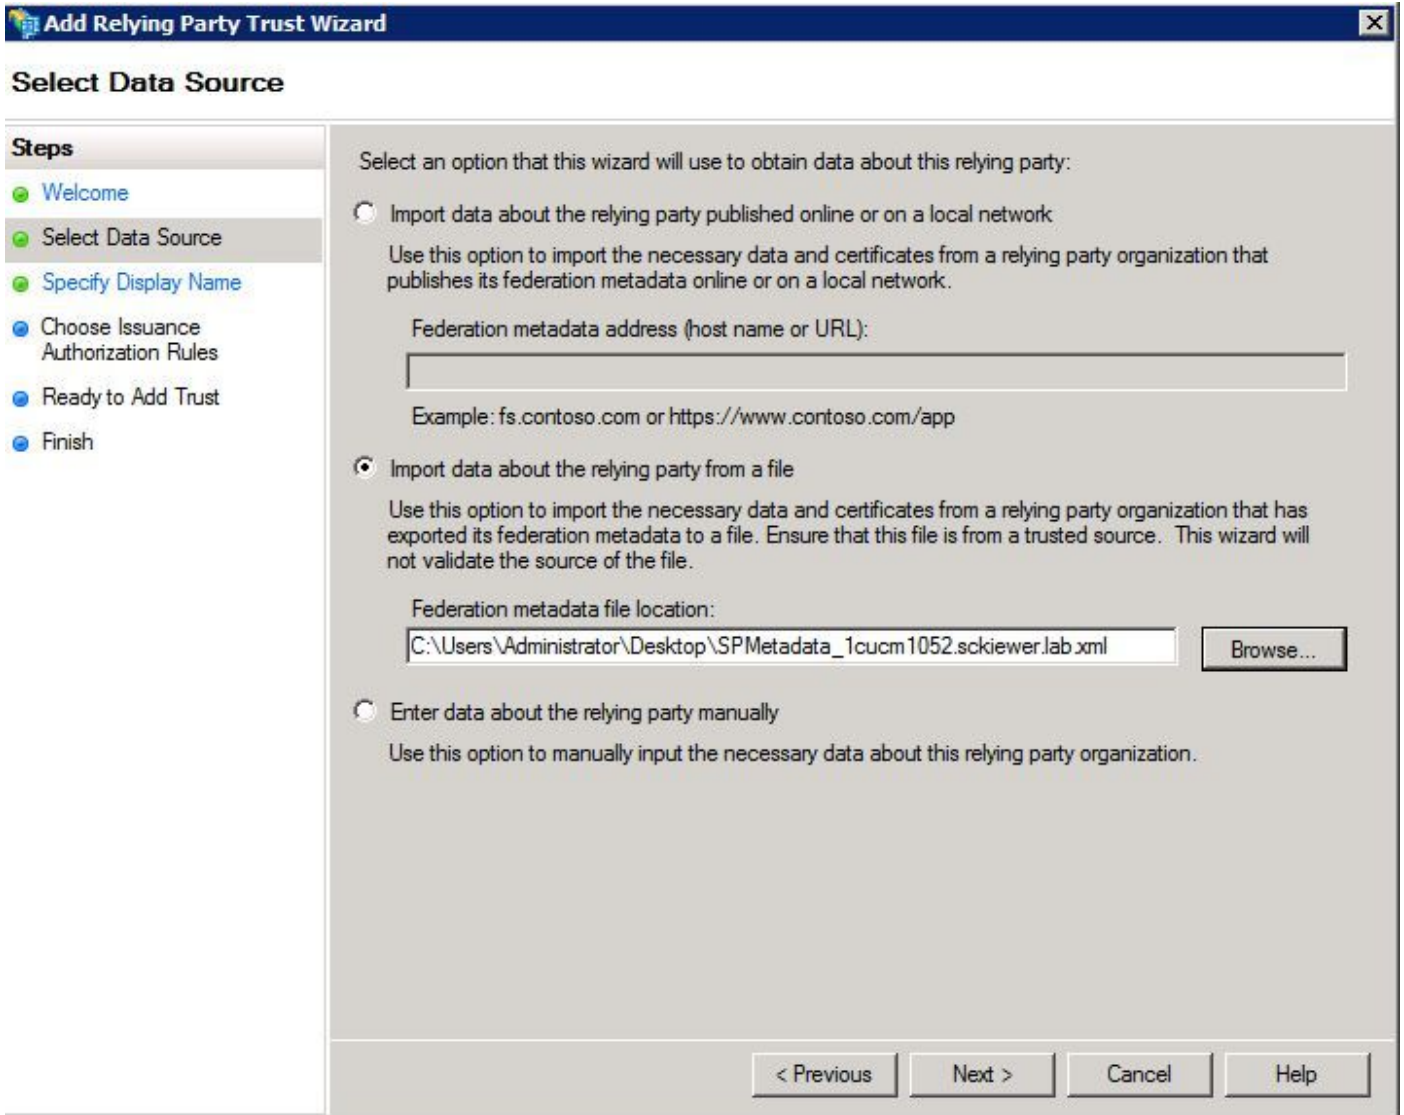 Add Relying Party Trust Wizard
Select Data Source
Steps
Welcome
Select Data Source
Specify Display Name
Choose Issuance
Authorization Rules
Ready to Add Trust
Finish
Select an option that this wizard will use to obtain data about this relying party:
Import data about the relying party published online or on a local network
Use this option to import the necessary data and certificates from a relying party organization that
publishes its federation metadata online or on a local network.
Federation metadata address (host name or URL):
Example: fs.contoso.com or https://www.contoso.com/app
Import data about the relying party from a file
Use this option to import the necessary data and certificates from a relying party organization that has
exported its federation metadata to a file. Ensure that this file is from a trusted source.  This wizard will
not validate the source of the file.
Federation metadata file location:
C:\Users\Administrator\Desktop\SPMetadata_1cucm1052.sckiewer.lab.xml
Browse...
Enter data about the relying party manually
Use this option to manually input the necessary data about this relying party organization.
< Previous
Next >
Cancel
Help